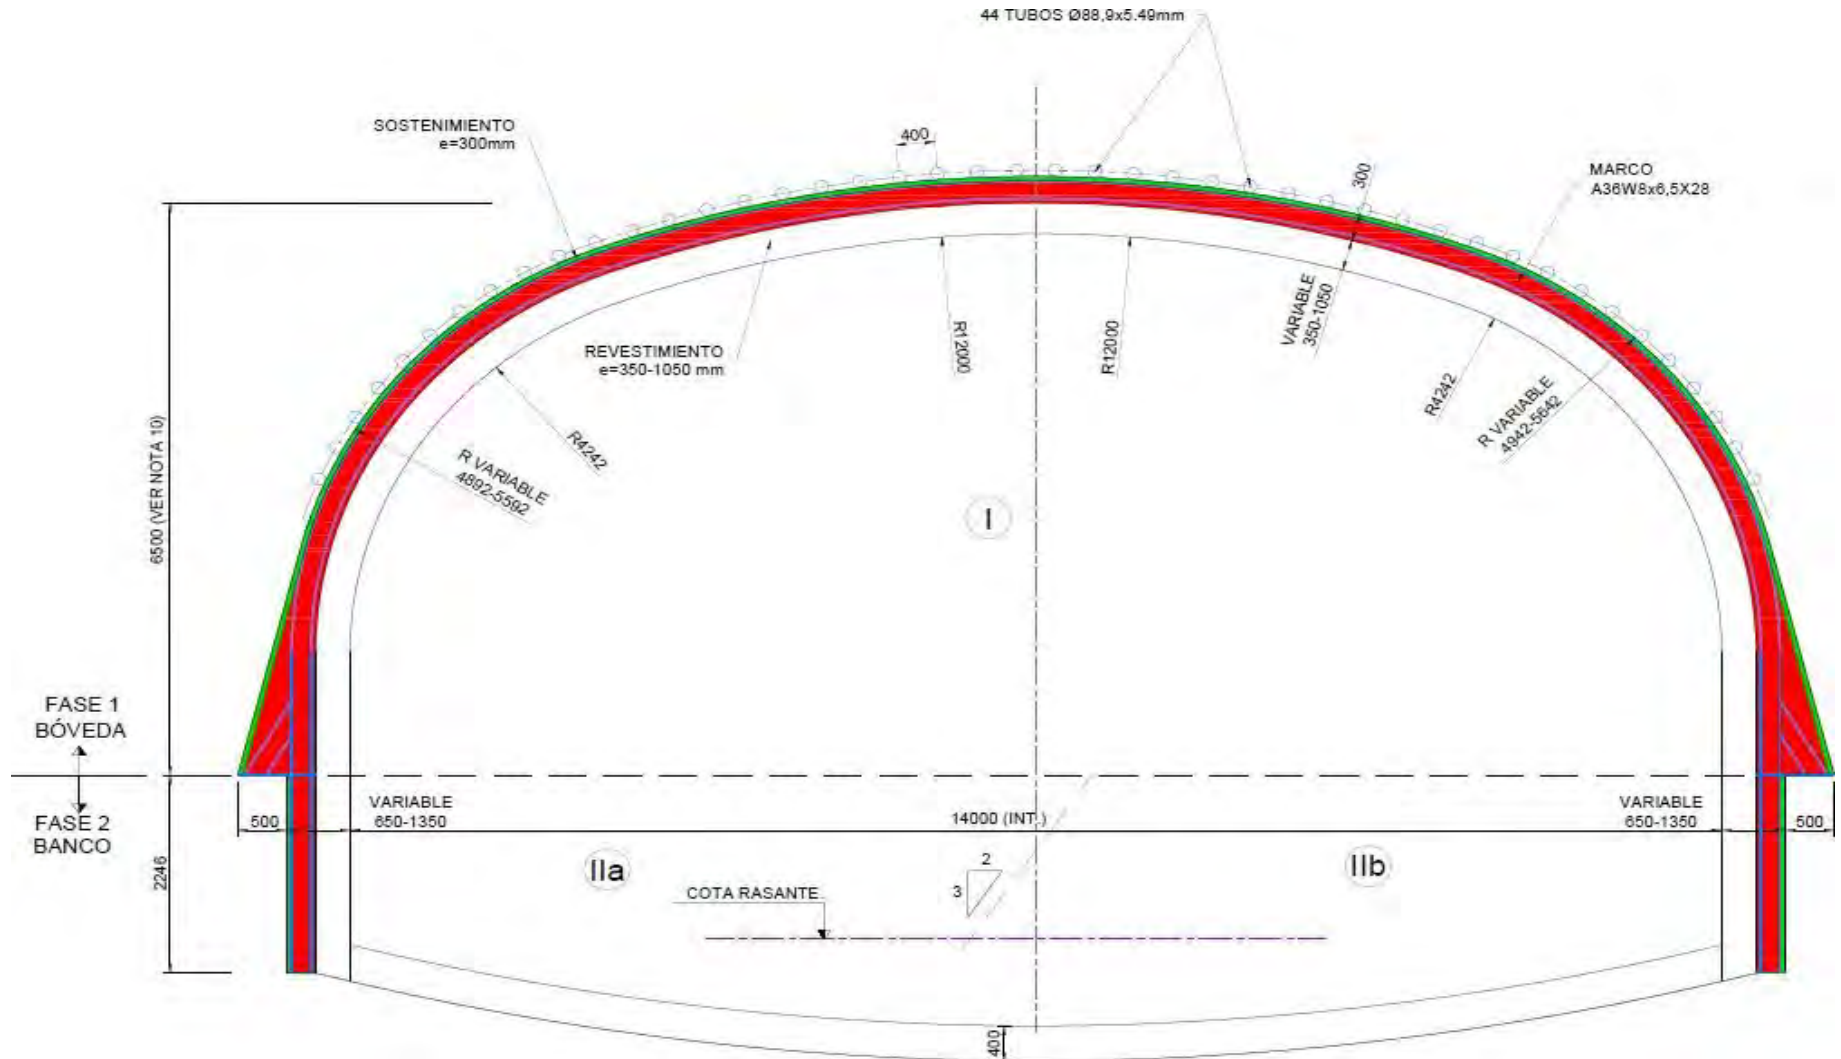 44 TUBOS Ø88,9x5.49mm
SOSTENIMIENTO
e=300mm
400
300
MARCO
A36W8x6,5X28
REVESTIMIENTO
e=350-1050 mm
R12000
R12000
VARIABLE
350-1050
R4242
R4242
R VARIABLE
4942-5642
R VARIABLE
4892-5592
6500 (VER NOTA 10)
I
FASE 1
BÓVEDA
FASE 2
BANCO
VARIABLE
650-1350
500
14000 (INT.)
VARIABLE
650-1350
500
2246
IIa
IIb
2
3
COTA RASANTE
400